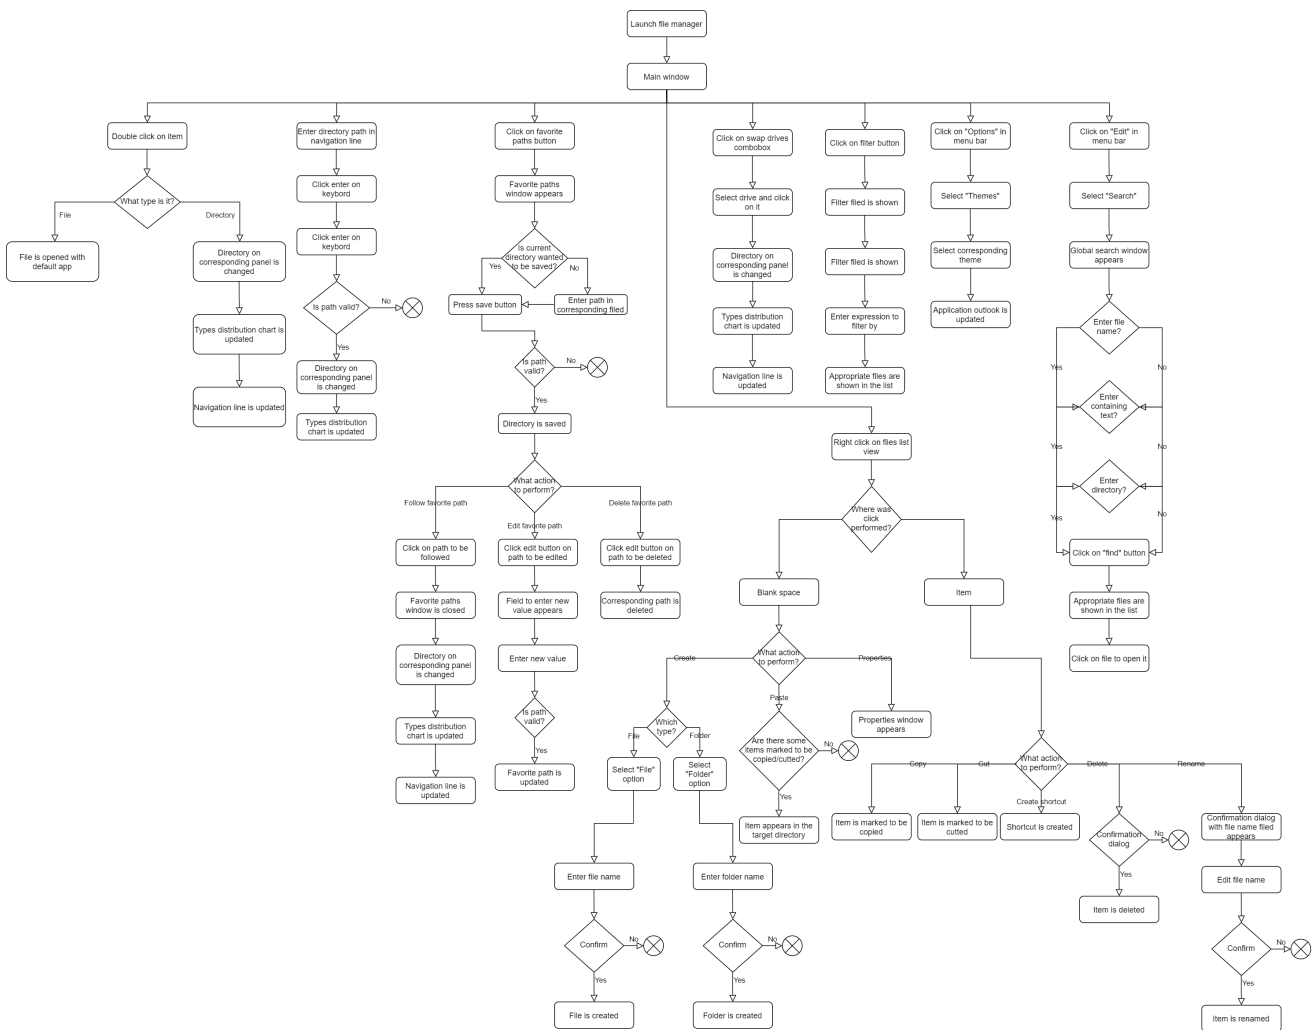 Launch file manager
Main window
Double click on item
What type is it?
File
Directory
File is opened with
default app
Directory on
corresponding panel
is changed
Types distribution chart is
updated
Navigation line is updated
Enter directory path in
navigation line
Click enter on
keybord
Click enter on
keybord
Is path valid?
No
Yes
Directory on
corresponding panel
is changed
Types distribution
chart is updated
Click on favorite
paths button
Favorite paths
window appears
Is current
directory wanted
to be saved?
Yes
No
Press save button
Enter path in
corresponding filed
Is path
valid?
No
Yes
Directory is saved
What action
to perform?
Follow favorite path
Edit favorite path
Delete favorite path
Click on path to be
followed
Favorite paths
window is closed
Directory on
corresponding panel
is changed
Types distribution
chart is updated
Navigation line is
updated
Click edit button on
path to be edited
Field to enter new
value appears
Enter new value
Is path
valid?
Yes
Favorite path is
updated
Click edit button on
path to be deleted
Corresponding path is
deleted
Click on swap drives
combobox
Select drive and click
on it
Directory on
corresponding panel
is changed
Types distribution
chart is updated
Navigation line is
updated
Click on filter button
Filter filed is shown
Filter filed is shown
Enter expression to
filter by
Appropriate files are
shown in the list
Click on "Options" in
menu bar
Select "Themes"
Select corresponding
theme
Application outlook is
updated
Click on "Edit" in
menu bar
Select "Search"
Global search window
appears
Enter file
name?
Yes
No
Enter
containing
text?
Yes
No
Enter
directory?
Yes
No
Click on "find" button
Appropriate files are
shown in the list
Click on file to open it
Right click on files list
view
Where was
click
performed?
Blank space
Item
What action
to perform?
Create
Paste
Properties
Which
type?
File
Folder
Select "File"
option
Select
"Folder"
option
Enter file name
Enter folder name
Confirm
No
Yes
File is created
Confirm
No
Yes
Folder is created
Are there some
items marked to be
copied/cutted?
No
Yes
Item appears in the
target directory
Properties window
appears
What action
to perform?
Copy
Cut
Create shortcut
Delete
Rename
Item is marked to be
copied
Item is marked to be
cutted
Shortcut is created
Confirmation
dialog
No
Yes
Item is deleted
Confirmation dialog
with file name filed
appears
Edit file name
Confirm
No
Yes
Item is renamed